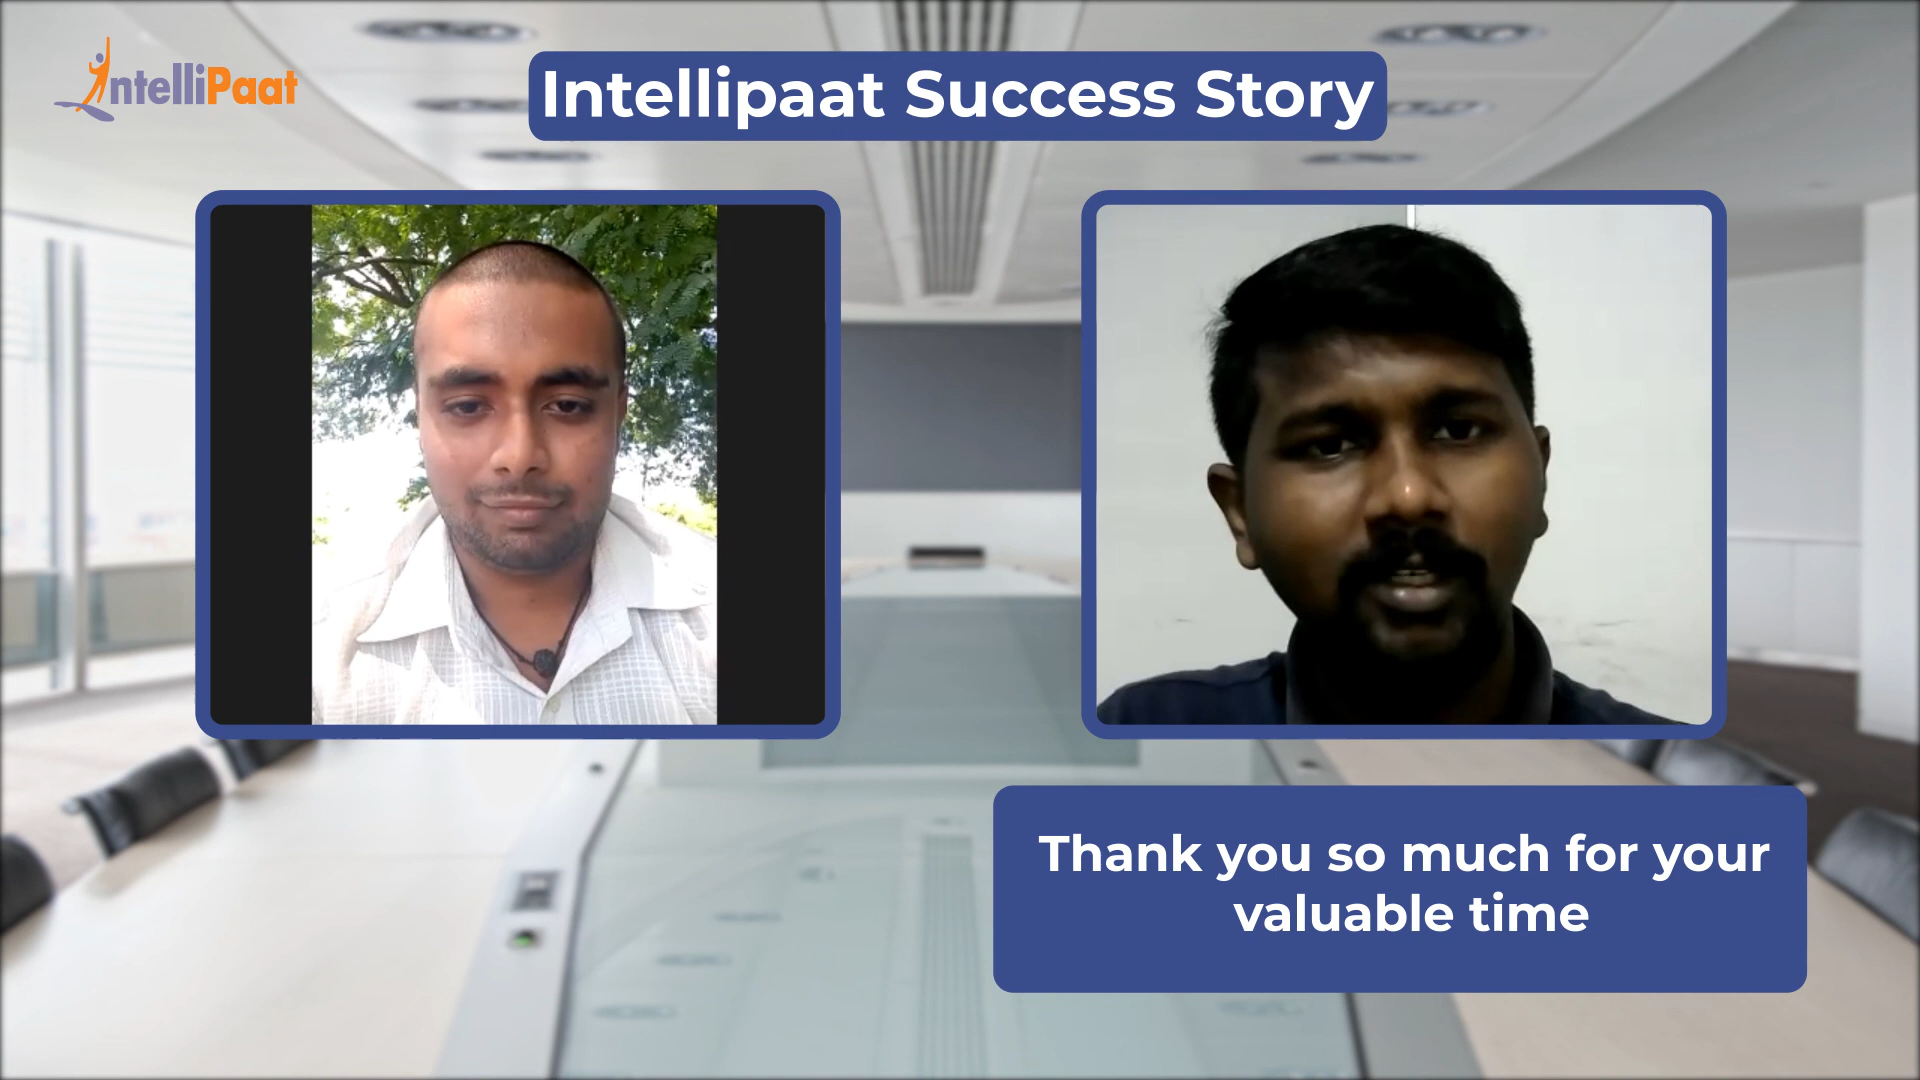 IntelliPaat
Intellipaat Success Story
Thank you so much for your
valuable time